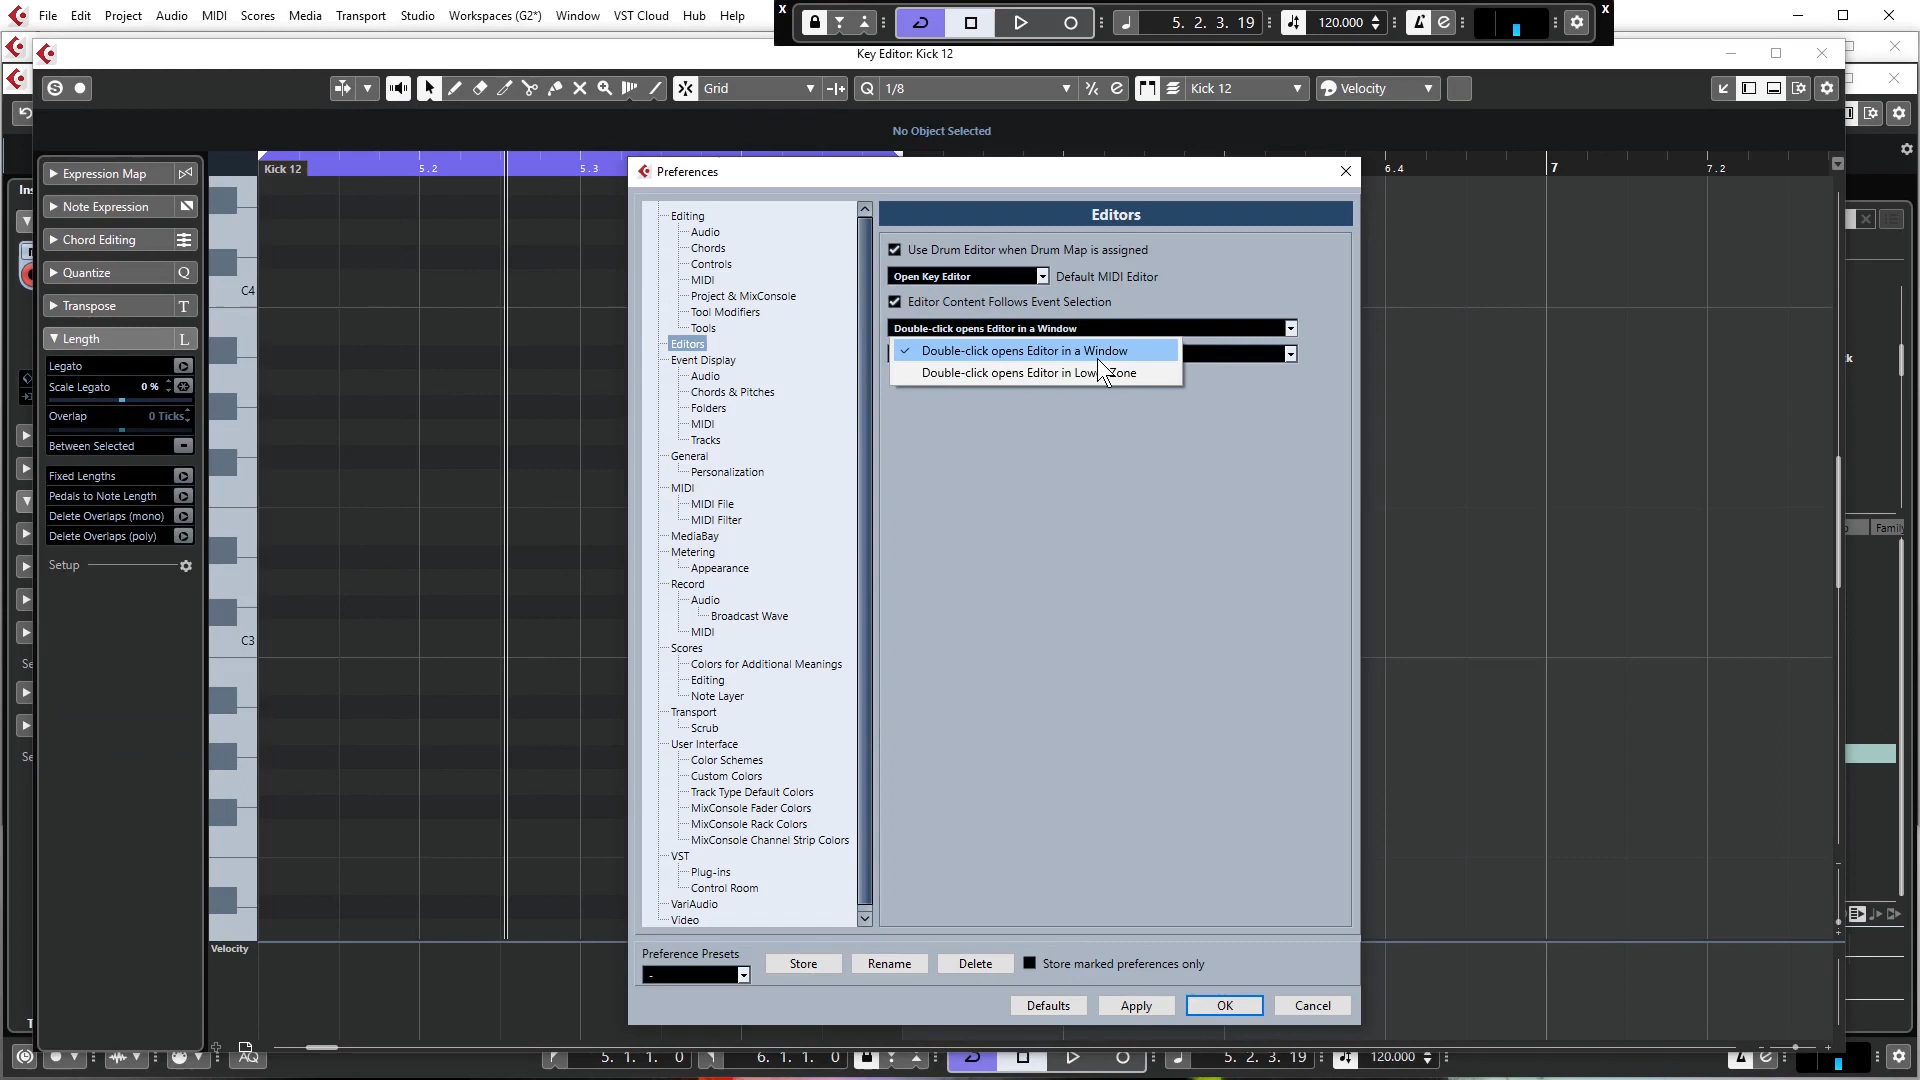 File Edit Project Audio MIDI Scores Media Transport Studio Workspaces (G2*) Window VST Cloud Hub Help
x 5. 2. 3. 19 120.000 x
Key Editor: Kick 12
Grid 1/8 Kick 12 Velocity
No Object Selected
Kick 12 5.2 5.3 6.4 7 7.2
Expression Map
Note Expression
Chord Editing
Quantize Q
Transpose T
Length L
Legato
Scale Legato 0 %
Overlap 0 Ticks
Between Selected
Fixed Lengths
Pedals to Note Length
Delete Overlaps (mono)
Delete Overlaps (poly)
Setup
C4
C3
Velocity
Preferences
Editing
Audio
Chords
Controls
MIDI
Project & MixConsole
Tool Modifiers
Tools
Editors
Event Display
Audio
Chords & Pitches
Folders
MIDI
Tracks
General
Personalization
MIDI
MIDI File
MIDI Filter
MediaBay
Metering
Appearance
Record
Audio
Broadcast Wave
MIDI
Scores
Colors for Additional Meanings
Editing
Note Layer
Transport
Scrub
User Interface
Color Schemes
Custom Colors
Track Type Default Colors
MixConsole Fader Colors
MixConsole Rack Colors
MixConsole Channel Strip Colors
VST
Plug-ins
Control Room
VariAudio
Video
Editors
Use Drum Editor when Drum Map is assigned
Open Key Editor Default MIDI Editor
Editor Content Follows Event Selection
Double-click opens Editor in a Window
Double-click opens Editor in a Window
Double-click opens Editor in Lower Zone
Preference Presets
- Store Rename Delete Store marked preferences only
Defaults Apply OK Cancel
Family
AQ 5. 1. 1. 0 6. 1. 1. 0 5. 2. 3. 19 120.000